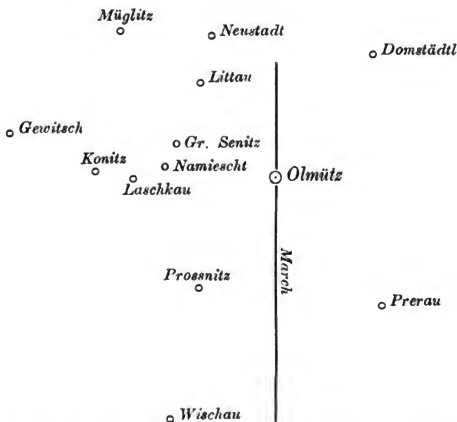 Müglitz
Neustadt
Domstädtl
Littau
Gewitsch
Gr. Senitz
Konitz
Namiescht
Olmütz
Laschkau
March
Prossnitz
Prerau
Wischau